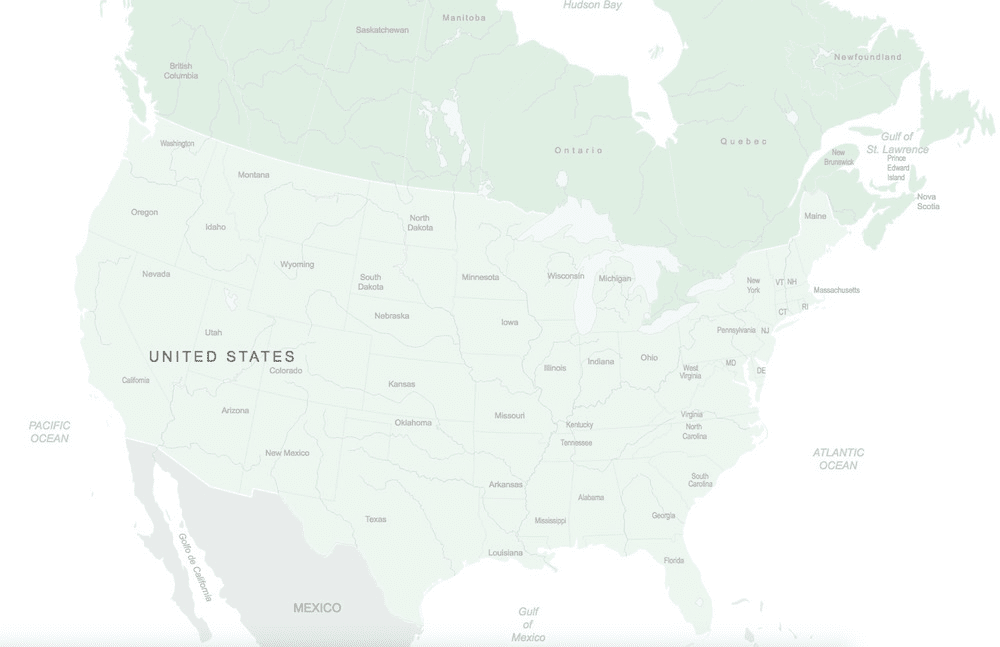 Hudson Bay
Manitoba
Saskatchewan
Newfoundland
British
Columbia
Gulf of
St. Lawrence
Washington
Ontario
Quebec
New
Brunswick
Prince
Edward
Island
Montana
Nova
Scotia
Oregon
Idaho
North
Dakota
Maine
Nevada
Wyoming
South
Dakota
Minnesota
Wisconsin
Michigan
New
York
VT
NH
Massachusetts
Nebraska
Iowa
CT
RI
Utah
Pennsylvania
NJ
UNITED STATES
Colorado
Illinois
Indiana
Ohio
West
Virginia
MD
DE
California
Kansas
Arizona
Oklahoma
Missouri
Kentucky
Virginia
North
Carolina
PACIFIC
OCEAN
New Mexico
Tennessee
ATLANTIC
OCEAN
Arkansas
South
Carolina
Texas
Mississippi
Alabama
Georgia
Golfo de California
Louisiana
Florida
MEXICO
Gulf
of
Mexico